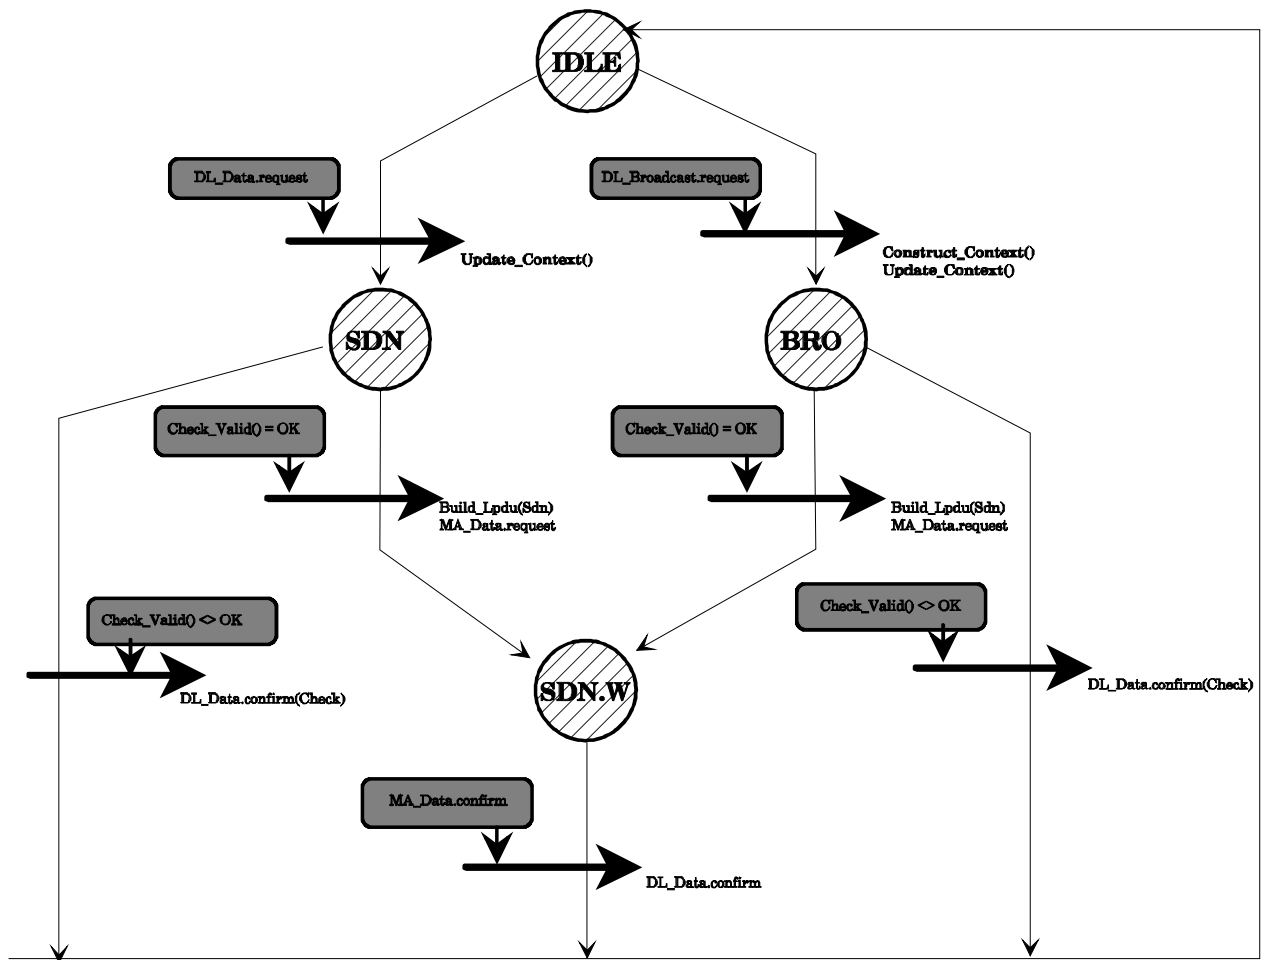 IDLE
DL_Data.request
DL_Broadcast.request
Update_Context()
Construct_Context()
Update_Context()
SDN
BRO
Check_Valid() = OK
Check_Valid() = OK
Build_Lpdu(Sdn)
MA_Data.request
Build_Lpdu(Sdn)
MA_Data.request
Check_Valid() <> OK
Check_Valid() <> OK
DL_Data.confirm(Check)
SDN.W
DL_Data.confirm(Check)
MA_Data.confirm
DL_Data.confirm